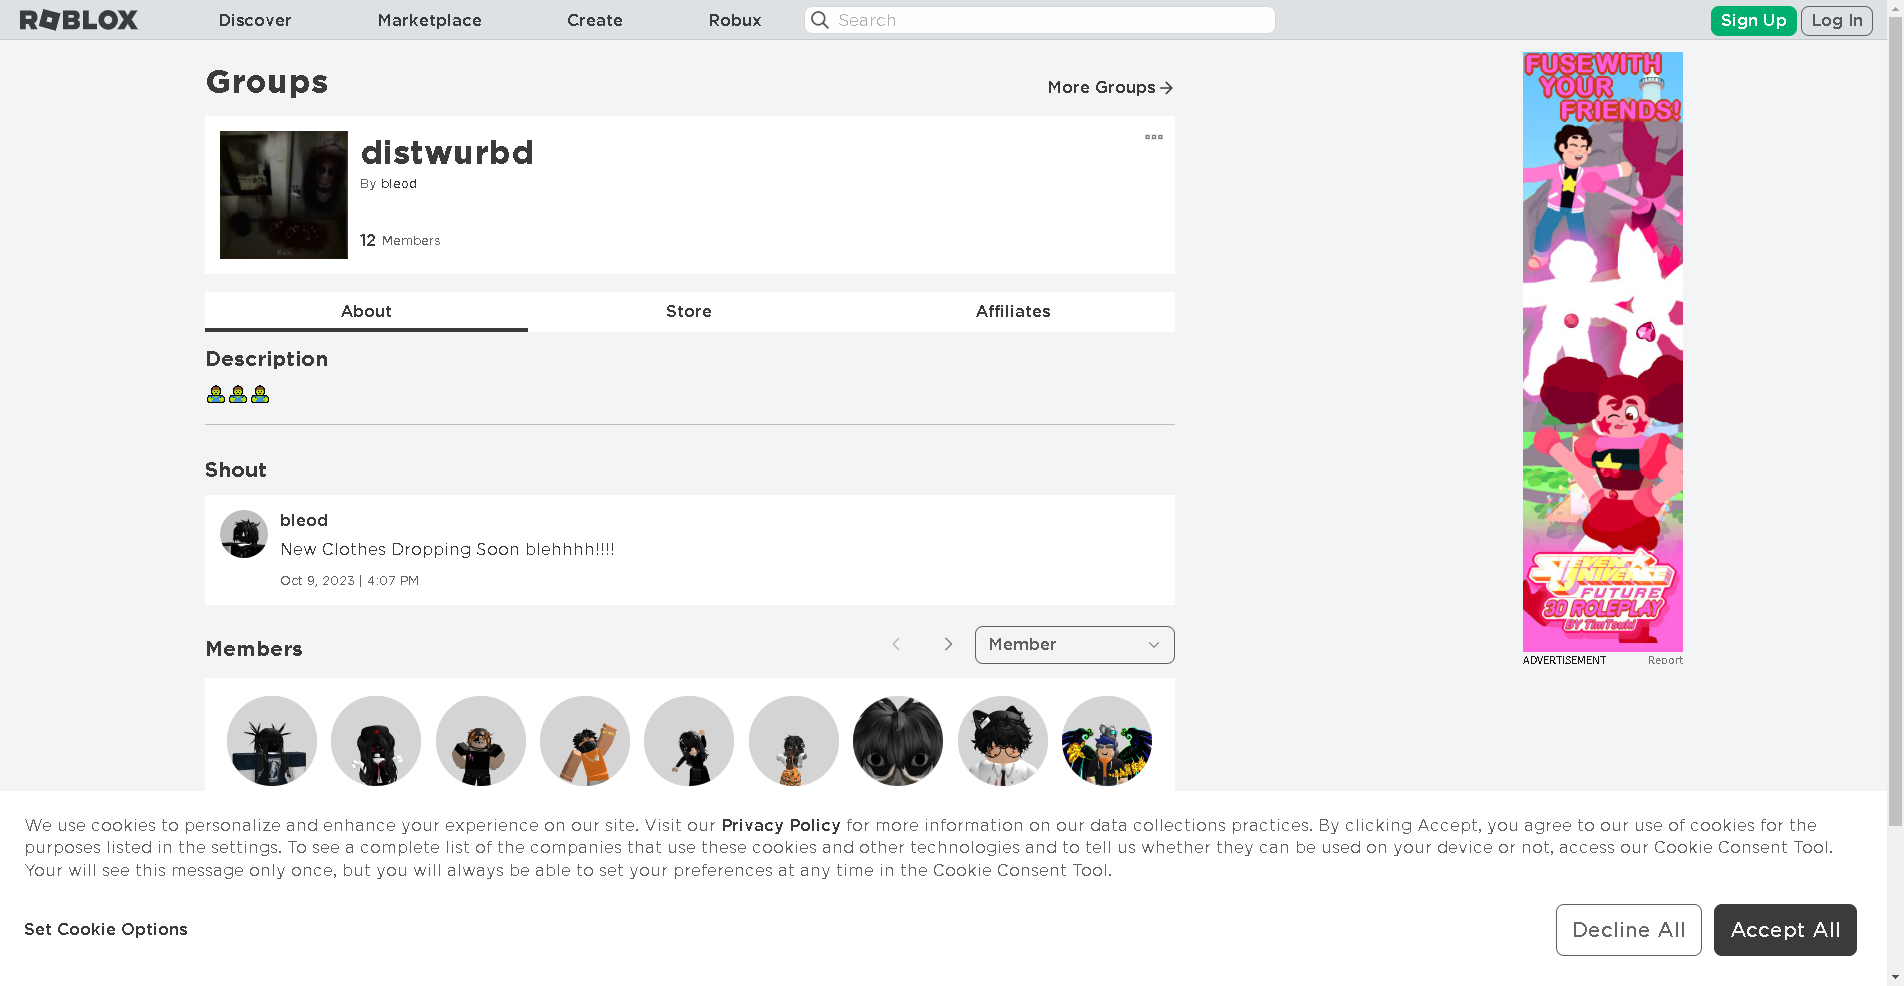 ROBLOX Discover Marketplace Create Robux Search Sign Up Log In
Groups
More Groups
distwurbd
By bleod
12 Members
About Store Affiliates
Description
Shout
bleod
New Clothes Dropping Soon blehhhh!!!!
Oct 9, 2023 | 4:07 PM
Members
Member
FUSE WITH
YOUR
FRIENDS!
STEVEN
UNIVERSE
FUTURE
3D ROLEPLAY
BY TimTsuki
ADVERTISEMENT Report
We use cookies to personalize and enhance your experience on our site. Visit our Privacy Policy for more information on our data collections practices. By clicking Accept, you agree to our use of cookies for the
purposes listed in the settings. To see a complete list of the companies that use these cookies and other technologies and to tell us whether they can be used on your device or not, access our Cookie Consent Tool.
Your will see this message only once, but you will always be able to set your preferences at any time in the Cookie Consent Tool.
Set Cookie Options
Decline All Accept All